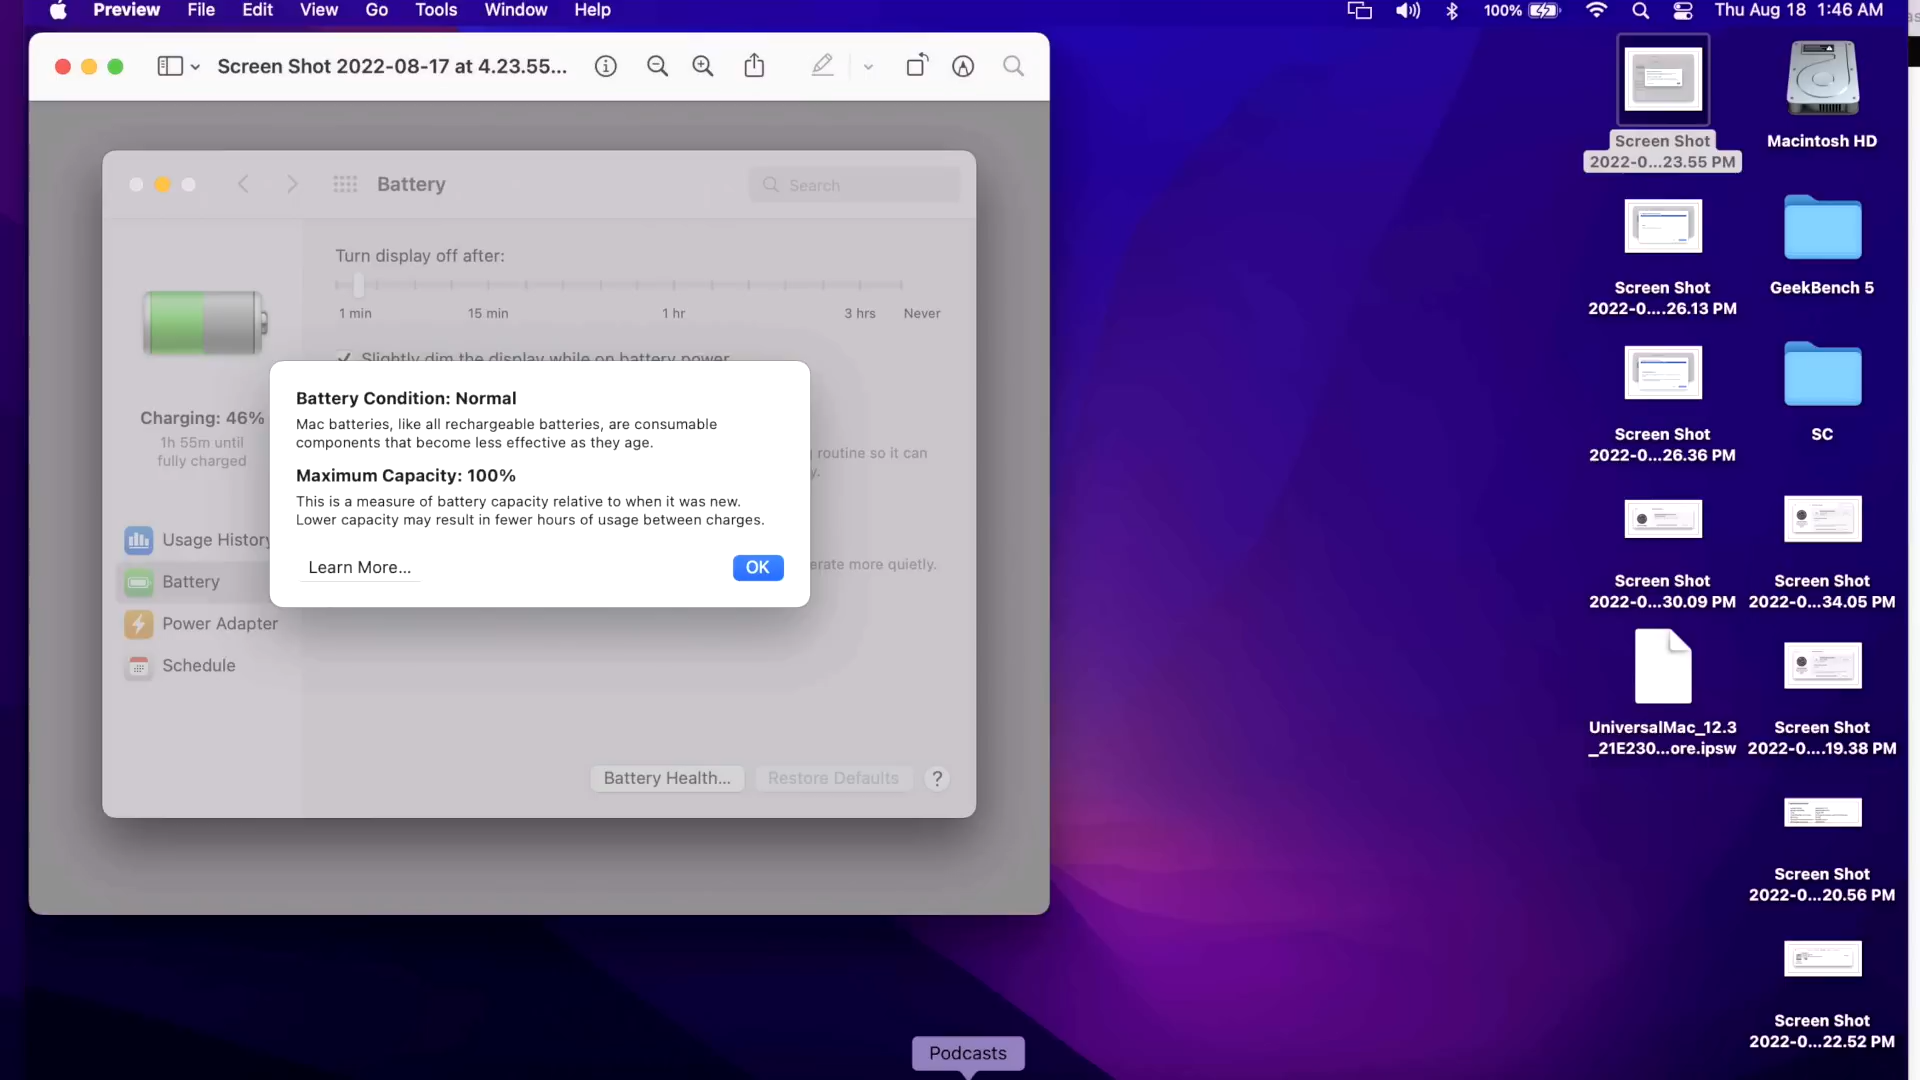 Preview File Edit View Go Tools Window Help 100% Thu Aug 18 1:46 AM
Screen Shot 2022-08-17 at 4.23.55...
Battery
Search
Turn display off after:
1 min 15 min 1 hr 3 hrs Never
Slightly dim the display while on battery power
Charging: 46%
1h 55m until
fully charged
Battery Condition: Normal
Mac batteries, like all rechargeable batteries, are consumable
components that become less effective as they age.
Maximum Capacity: 100%
This is a measure of battery capacity relative to when it was new.
Lower capacity may result in fewer hours of usage between charges.
Learn More...
OK
routine so it can
erate more quietly.
Usage History
Battery
Power Adapter
Schedule
Battery Health...
Restore Defaults
?
Screen Shot
2022-0...23.55 PM
Macintosh HD
Screen Shot
2022-0....26.13 PM
GeekBench 5
Screen Shot
2022-0...26.36 PM
SC
Screen Shot
2022-0...30.09 PM
Screen Shot
2022-0...34.05 PM
UniversalMac_12.3
_21E230...ore.ipsw
Screen Shot
2022-0....19.38 PM
Screen Shot
2022-0...20.56 PM
Screen Shot
2022-0...22.52 PM
Podcasts